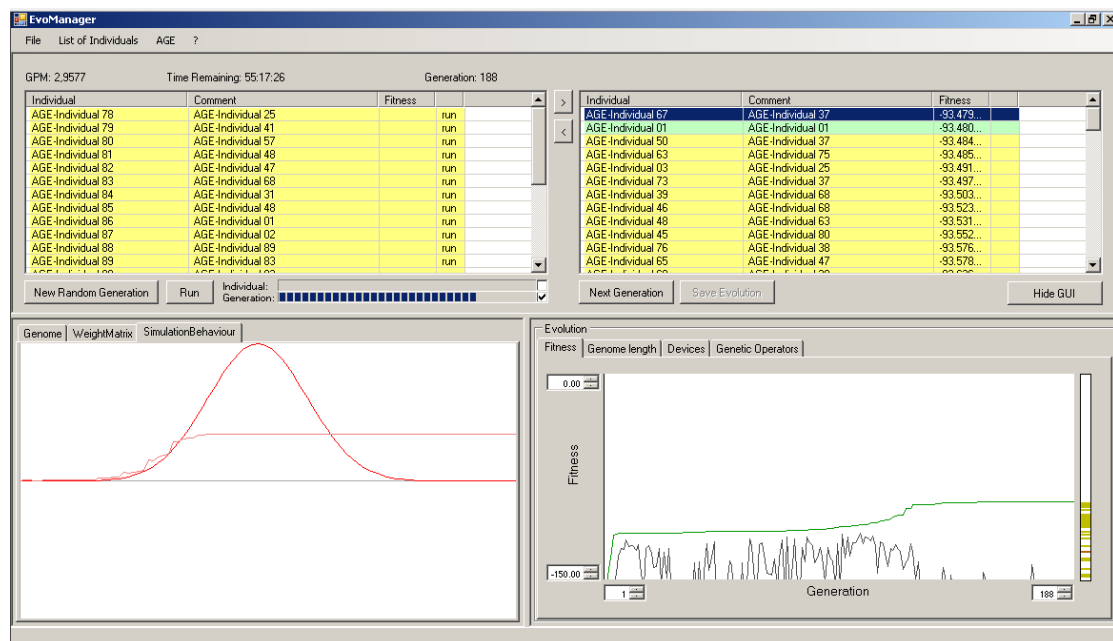 EvoManager
File List of Individuals AGE ?
GPM: 2,9577 Time Remaining: 55:17:26 Generation: 188
Individual Comment Fitness
AGE-Individual 78 AGE-Individual 25 run
AGE-Individual 79 AGE-Individual 41 run
AGE-Individual 80 AGE-Individual 57 run
AGE-Individual 81 AGE-Individual 48 run
AGE-Individual 82 AGE-Individual 47 run
AGE-Individual 83 AGE-Individual 68 run
AGE-Individual 84 AGE-Individual 31 run
AGE-Individual 85 AGE-Individual 48 run
AGE-Individual 86 AGE-Individual 01 run
AGE-Individual 87 AGE-Individual 02 run
AGE-Individual 88 AGE-Individual 89 run
AGE-Individual 89 AGE-Individual 83 run
> 
<
Individual Comment Fitness
AGE-Individual 67 AGE-Individual 37 -93.479...
AGE-Individual 01 AGE-Individual 01 -93.480...
AGE-Individual 50 AGE-Individual 37 -93.484...
AGE-Individual 63 AGE-Individual 75 -93.485...
AGE-Individual 03 AGE-Individual 25 -93.491...
AGE-Individual 73 AGE-Individual 37 -93.497...
AGE-Individual 39 AGE-Individual 68 -93.503...
AGE-Individual 46 AGE-Individual 68 -93.523...
AGE-Individual 48 AGE-Individual 63 -93.531...
AGE-Individual 45 AGE-Individual 80 -93.552...
AGE-Individual 76 AGE-Individual 38 -93.576...
AGE-Individual 65 AGE-Individual 47 -93.576...
New Random Generation Run
Individual:
Generation:
Next Generation Save Evolution Hide GUI
Genome WeightMatrix SimulationBehaviour
Evolution
Fitness Genome length Devices Genetic Operators
0.00
Fitness
-150.00
1 Generation 188